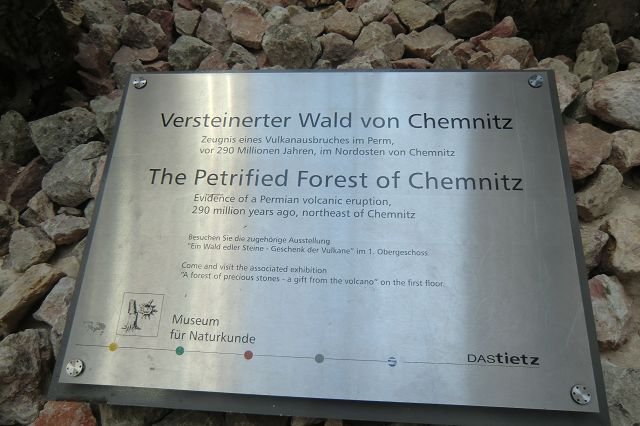 Versteinerter Wald von Chemnitz
Zeugnis eines Vulkanausbruches im Perm,
vor 290 Millionen Jahren, im Nordosten von Chemnitz
The Petrified Forest of Chemnitz
Evidence of a Permian volcanic eruption,
290 million years ago, northeast of Chemnitz
Besuchen Sie die zugehörige Ausstellung
"Ein Wald edler Steine - Geschenk der Vulkane" im 1. Obergeschoss.
Come and visit the associated exhibition
"A forest of precious stones - a gift from the volcano" on the first floor.
Museum
für Naturkunde
DAStietz